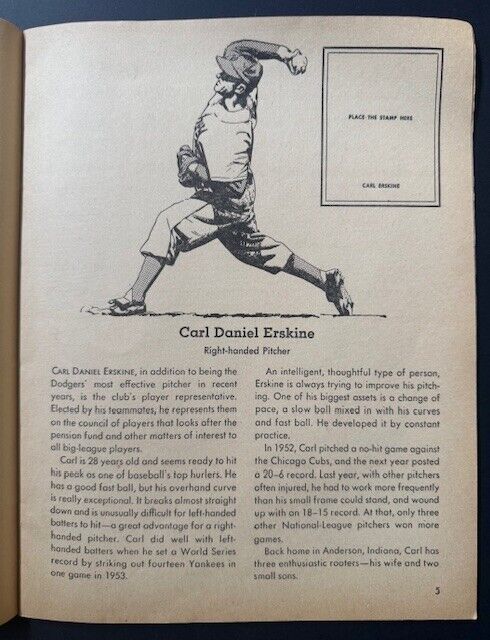 PLACE THE STAMP HERE
CARL ERSKINE
Carl Daniel Erskine
Right-handed Pitcher
CARL DANIEL ERSKINE, in addition to being the
Dodgers' most effective pitcher in recent
years, is the club's player representative.
Elected by his teammates, he represents them
on the council of players that looks after the
pension fund and other matters of interest to
all big-league players.
Carl is 28 years old and seems ready to hit
his peak as one of baseball's top hurlers. He
has a good fast ball, but his overhand curve
is really exceptional. It breaks almost straight
down and is unusually difficult for left-handed
batters to hit—a great advantage for a right-
handed pitcher. Carl did well with left-
handed batters when he set a World Series
record by striking out fourteen Yankees in
one game in 1953.
An intelligent, thoughtful type of person,
Erskine is always trying to improve his pitch-
ing. One of his biggest assets is a change of
pace, a slow ball mixed in with his curves
and fast ball. He developed it by constant
practice.
In 1952, Carl pitched a no-hit game against
the Chicago Cubs, and the next year posted
a 20–6 record. Last year, with other pitchers
often injured, he had to work more frequently
than his small frame could stand, and wound
up with an 18–15 record. At that, only three
other National-League pitchers won more
games.
Back home in Anderson, Indiana, Carl has
three enthusiastic rooters—his wife and two
small sons.
5